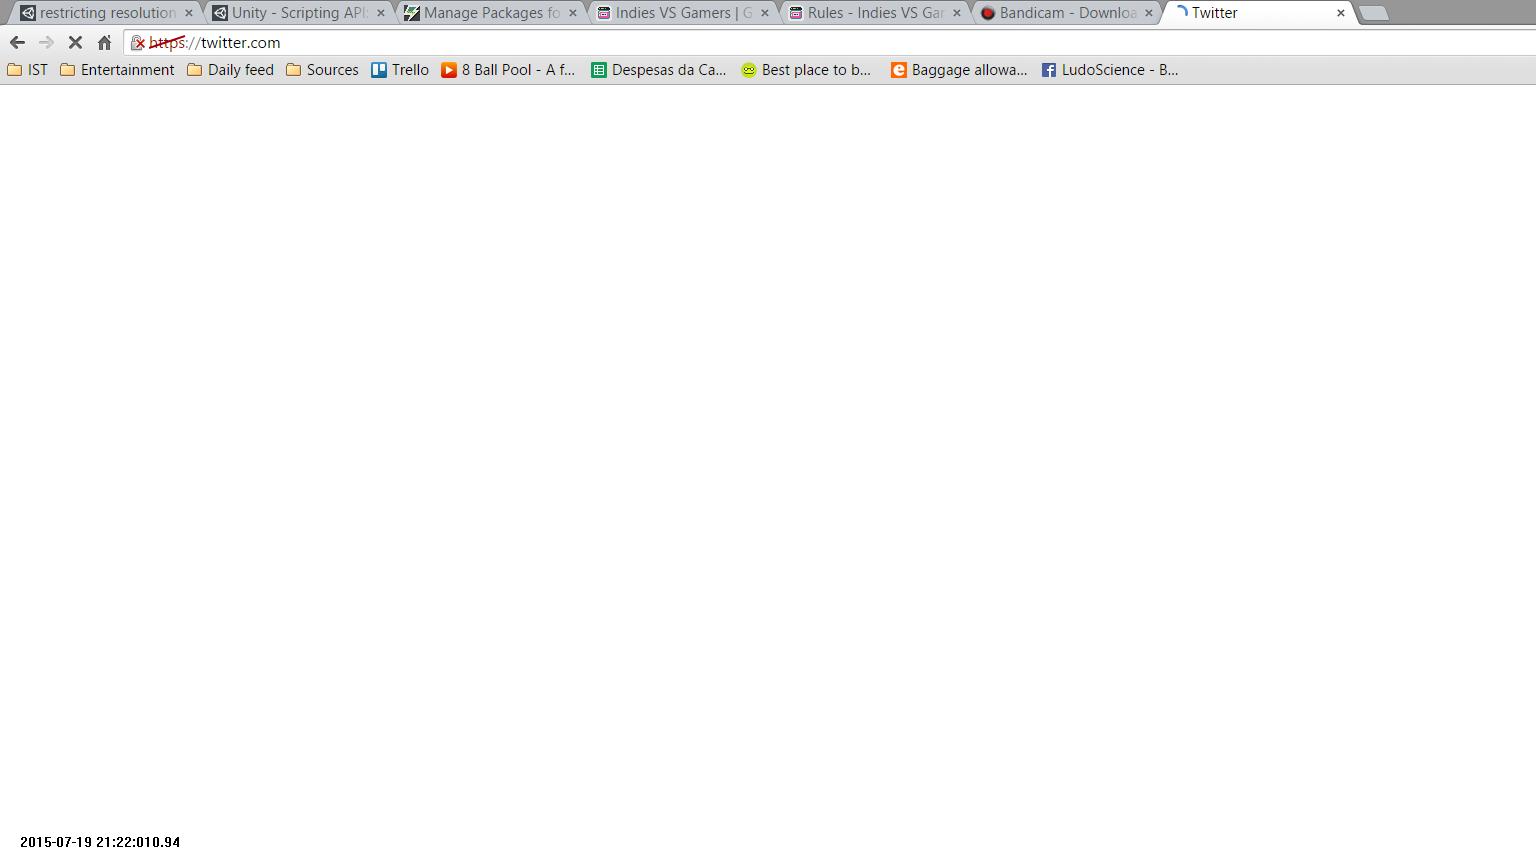 restricting resolution
Unity - Scripting API:
Manage Packages fo
Indies VS Gamers | G
Rules - Indies VS Gar
Bandicam - Downloa
Twitter
https://twitter.com
IST
Entertainment
Daily feed
Sources
Trello
8 Ball Pool - A f...
Despesas da Ca...
Best place to b...
Baggage allowa...
LudoScience - B...
2015-07-19 21:22:010.94